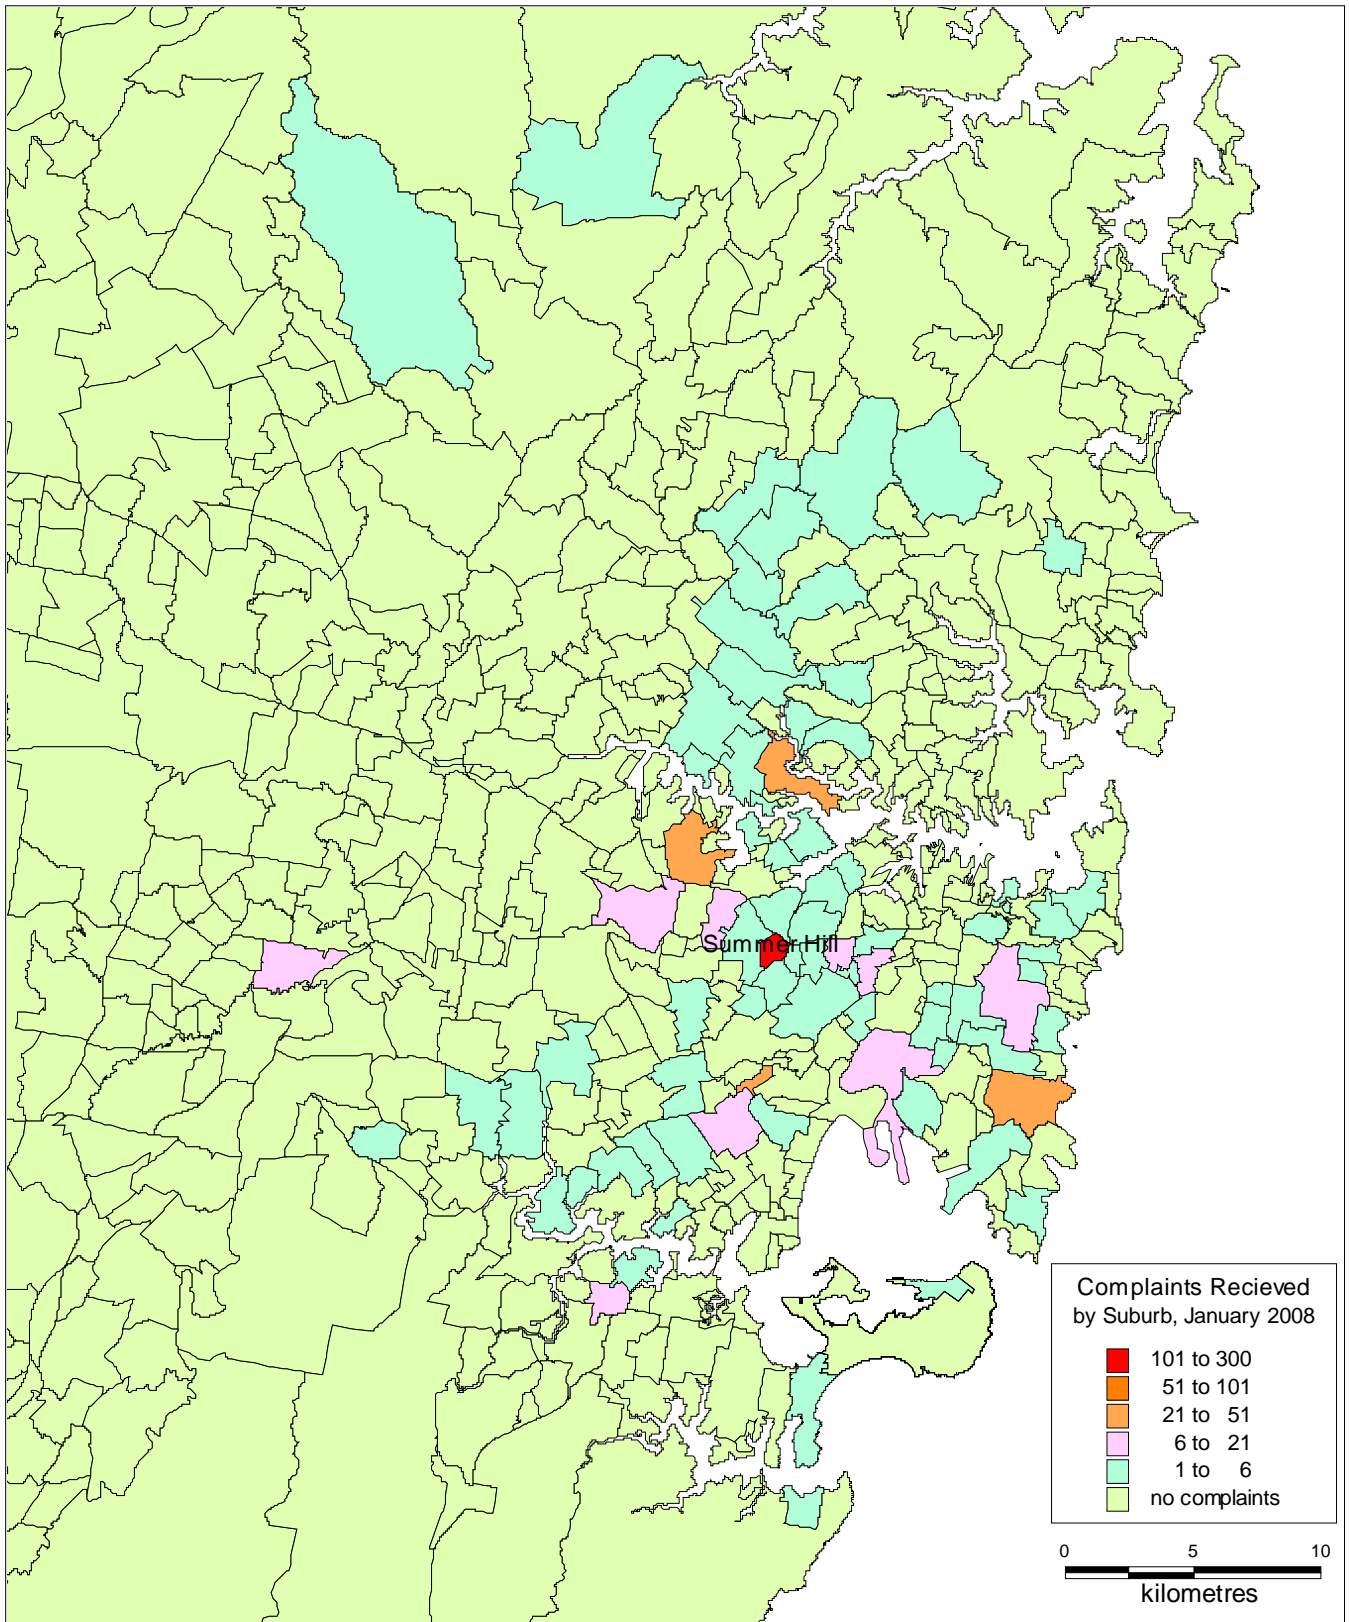 Summer Hill
Complaints Recieved
by Suburb, January 2008
101 to 300
51 to 101
21 to 51
6 to 21
1 to 6
no complaints
0 5 10
kilometres